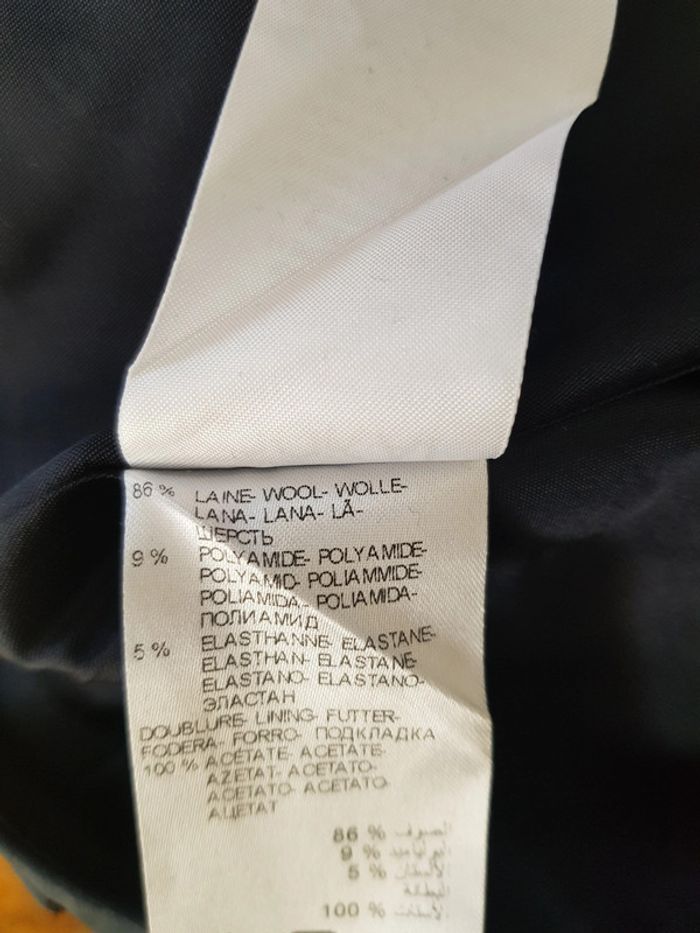 86 % LAINE- WOOL- WOLLE-
LANA- LANA- LÃ-
ШЕРСТЬ
9 % POLYAMIDE- POLYAMIDE-
POLYAMID- POLIAMMIDE-
POLIAMIDA- POLIAMIDA-
ПОЛИАМИД
5 % ELASTHANNE- ELASTANE-
ELASTHAN- ELASTANE
ELASTANO- ELASTANO-
ЭЛАСТАН
DOUBLURE- LINING- FUTTER-
FODERA- FORRO- ПОДКЛАДКА
100 % ACÉTATE- ACETATE-
AZETAT- ACETATO-
ACETATO- ACETATO
АЦЕТАТ
86 % الصوف
9 %
5 %
البطانة
100 %